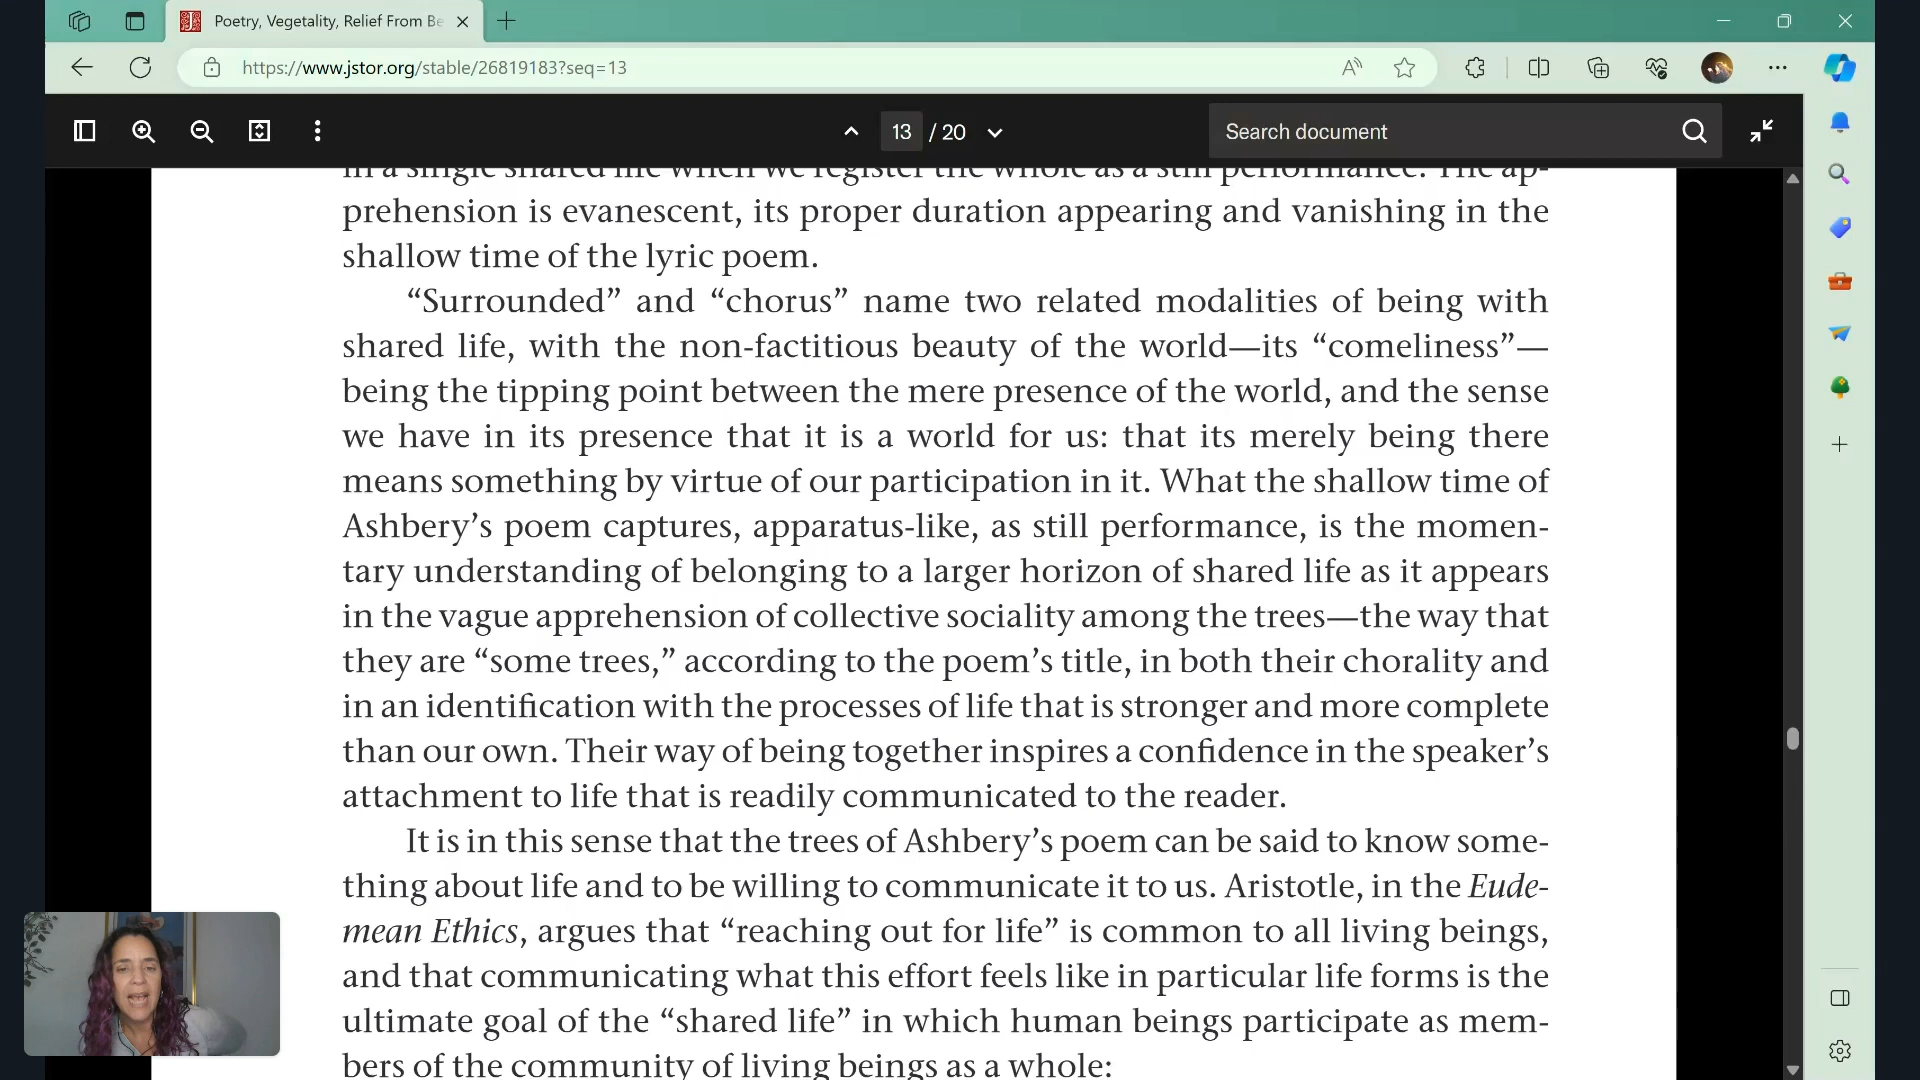 Poetry, Vegetality, Relief From Be
https://www.jstor.org/stable/26819183?seq=13
13 / 20
Search document
in a single shared life when we register the whole as a still performance. The ap-
prehension is evanescent, its proper duration appearing and vanishing in the
shallow time of the lyric poem.
“Surrounded” and “chorus” name two related modalities of being with
shared life, with the non-factitious beauty of the world—its “comeliness”—
being the tipping point between the mere presence of the world, and the sense
we have in its presence that it is a world for us: that its merely being there
means something by virtue of our participation in it. What the shallow time of
Ashbery’s poem captures, apparatus-like, as still performance, is the momen-
tary understanding of belonging to a larger horizon of shared life as it appears
in the vague apprehension of collective sociality among the trees—the way that
they are “some trees,” according to the poem’s title, in both their chorality and
in an identification with the processes of life that is stronger and more complete
than our own. Their way of being together inspires a confidence in the speaker’s
attachment to life that is readily communicated to the reader.
It is in this sense that the trees of Ashbery’s poem can be said to know some-
thing about life and to be willing to communicate it to us. Aristotle, in the Eude-
mean Ethics, argues that “reaching out for life” is common to all living beings,
and that communicating what this effort feels like in particular life forms is the
ultimate goal of the “shared life” in which human beings participate as mem-
bers of the community of living beings as a whole: